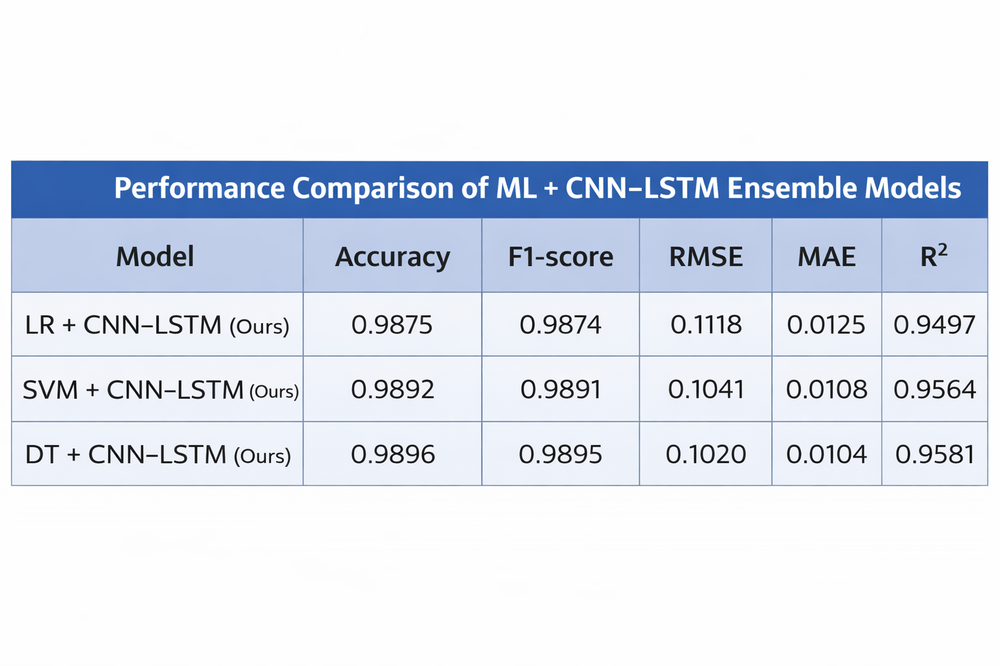 Performance Comparison of ML + CNN–LSTM Ensemble Models
Model Accuracy F1-score RMSE MAE R²
LR + CNN–LSTM (Ours) 0.9875 0.9874 0.1118 0.0125 0.9497
SVM + CNN–LSTM (Ours) 0.9892 0.9891 0.1041 0.0108 0.9564
DT + CNN–LSTM (Ours) 0.9896 0.9895 0.1020 0.0104 0.9581